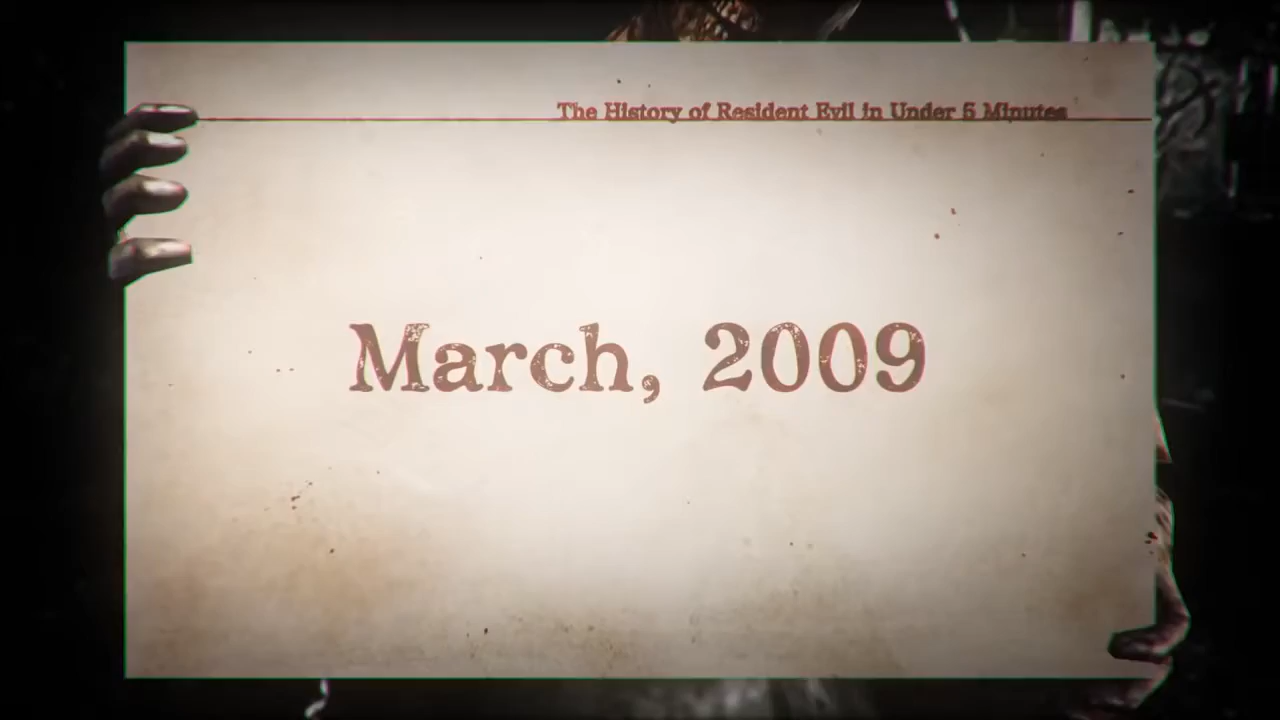 The History of Resident Evil in Under 5 Minutes
March, 2009